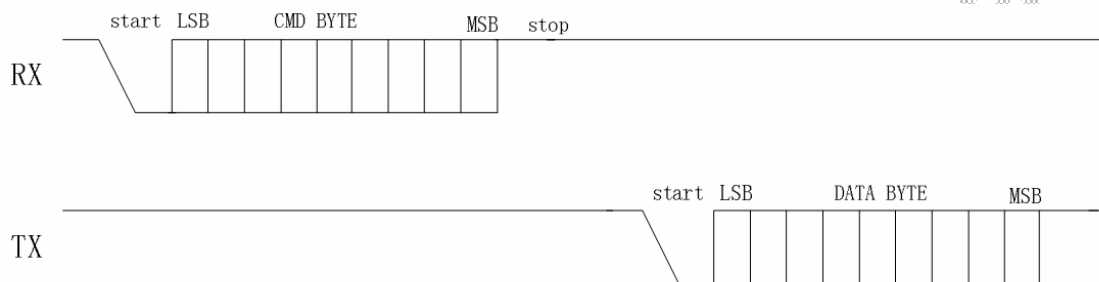 start LSB CMD BYTE MSB stop
RX
start LSB DATA BYTE MSB
TX